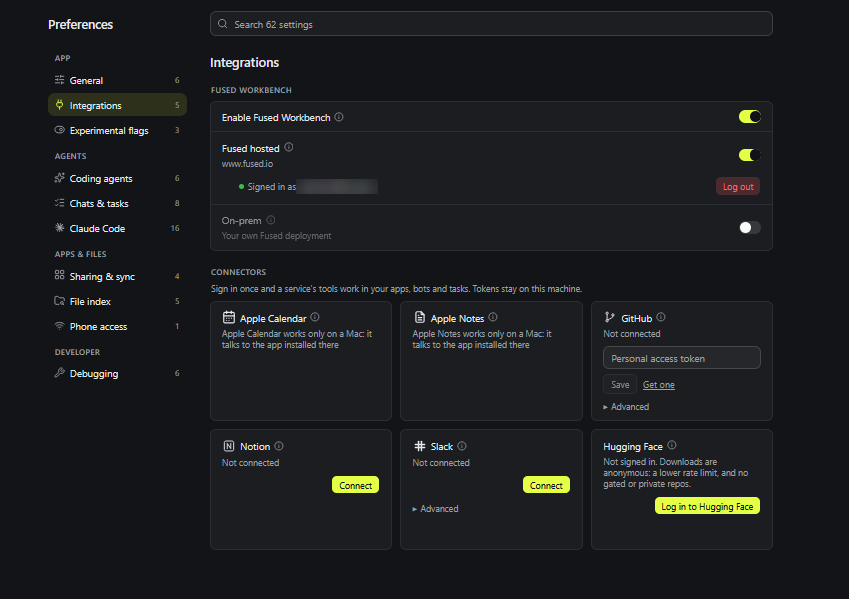 Preferences
Search 62 settings
APP
General 6
Integrations 5
Experimental flags 3
AGENTS
Coding agents 6
Chats & tasks 8
Claude Code 16
APPS & FILES
Sharing & sync 4
File index 5
Phone access 1
DEVELOPER
Debugging 6
Integrations
FUSED WORKBENCH
Enable Fused Workbench
Fused hosted
www.fused.io
Signed in as
Log out
On-prem
Your own Fused deployment
CONNECTORS
Sign in once and a service's tools work in your apps, bots and tasks. Tokens stay on this machine.
Apple Calendar
Apple Calendar works only on a Mac: it
talks to the app installed there
Apple Notes
Apple Notes works only on a Mac: it
talks to the app installed there
GitHub
Not connected
Personal access token
Save Get one
Advanced
Notion
Not connected
Connect
Slack
Not connected
Connect
Advanced
Hugging Face
Not signed in. Downloads are
anonymous: a lower rate limit, and no
gated or private repos.
Log in to Hugging Face